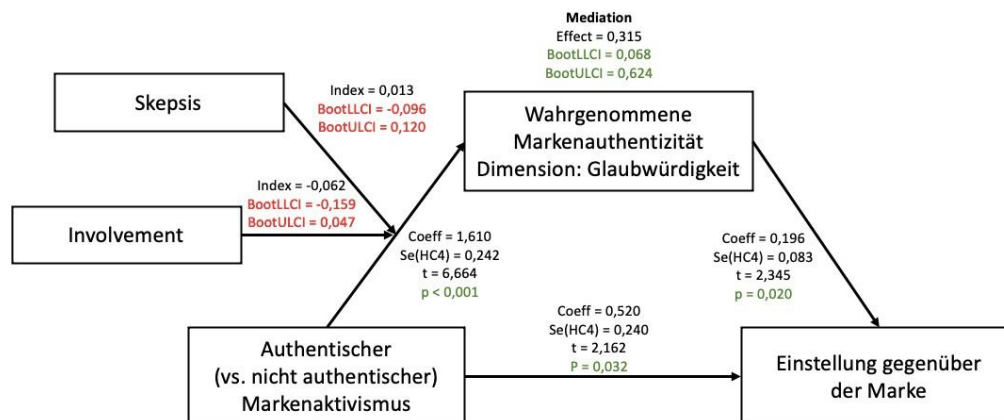 Mediation
Effect = 0,315
BootLLCI = 0,068
BootULCI = 0,624
Skepsis
Index = 0,013
BootLLCI = -0,096
BootULCI = 0,120
Wahrgenommene
Markenauthentizität
Dimension: Glaubwürdigkeit
Involvement
Index = -0,062
BootLLCI = -0,159
BootULCI = 0,047
Coeff = 1,610
Se(HC4) = 0,242
t = 6,664
p < 0,001
Coeff = 0,196
Se(HC4) = 0,083
t = 2,345
p = 0,020
Coeff = 0,520
Se(HC4) = 0,240
t = 2,162
P = 0,032
Authentischer
(vs. nicht authentischer)
Markenaktivismus
Einstellung gegenüber
der Marke